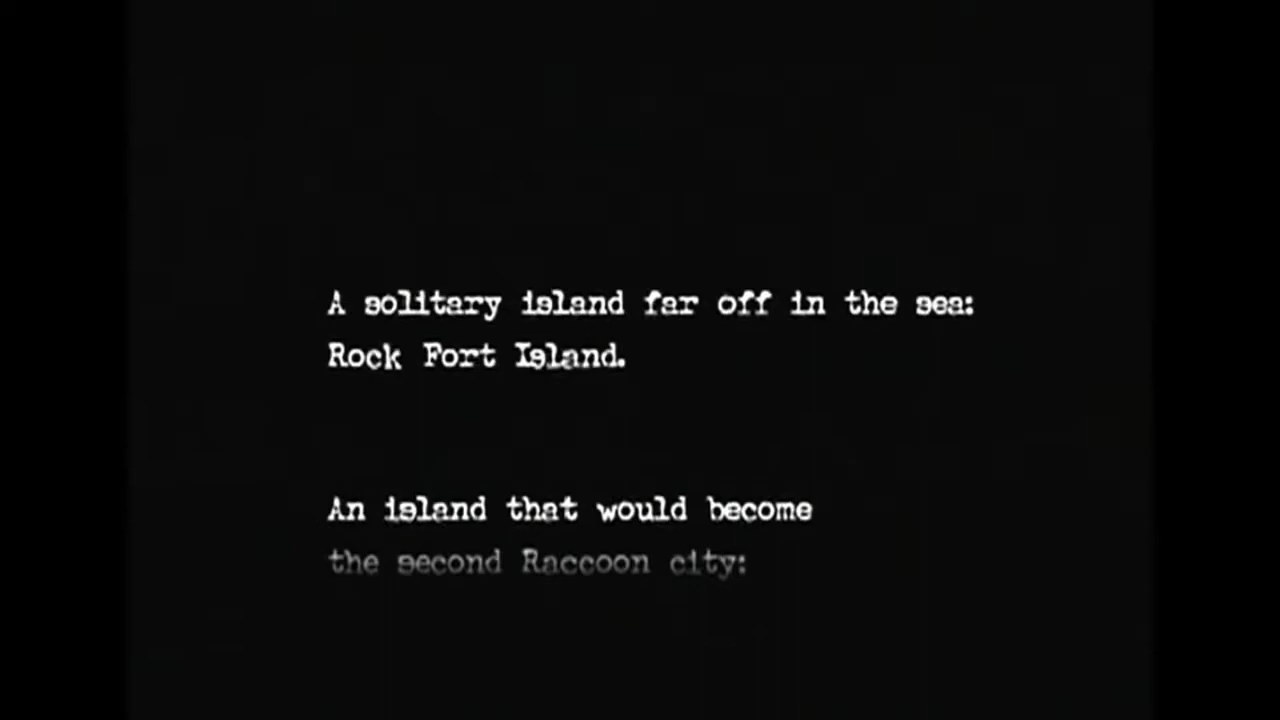 A solitary island far off in the sea:
Rock Fort Island.
An island that would become
the second Raccoon city: